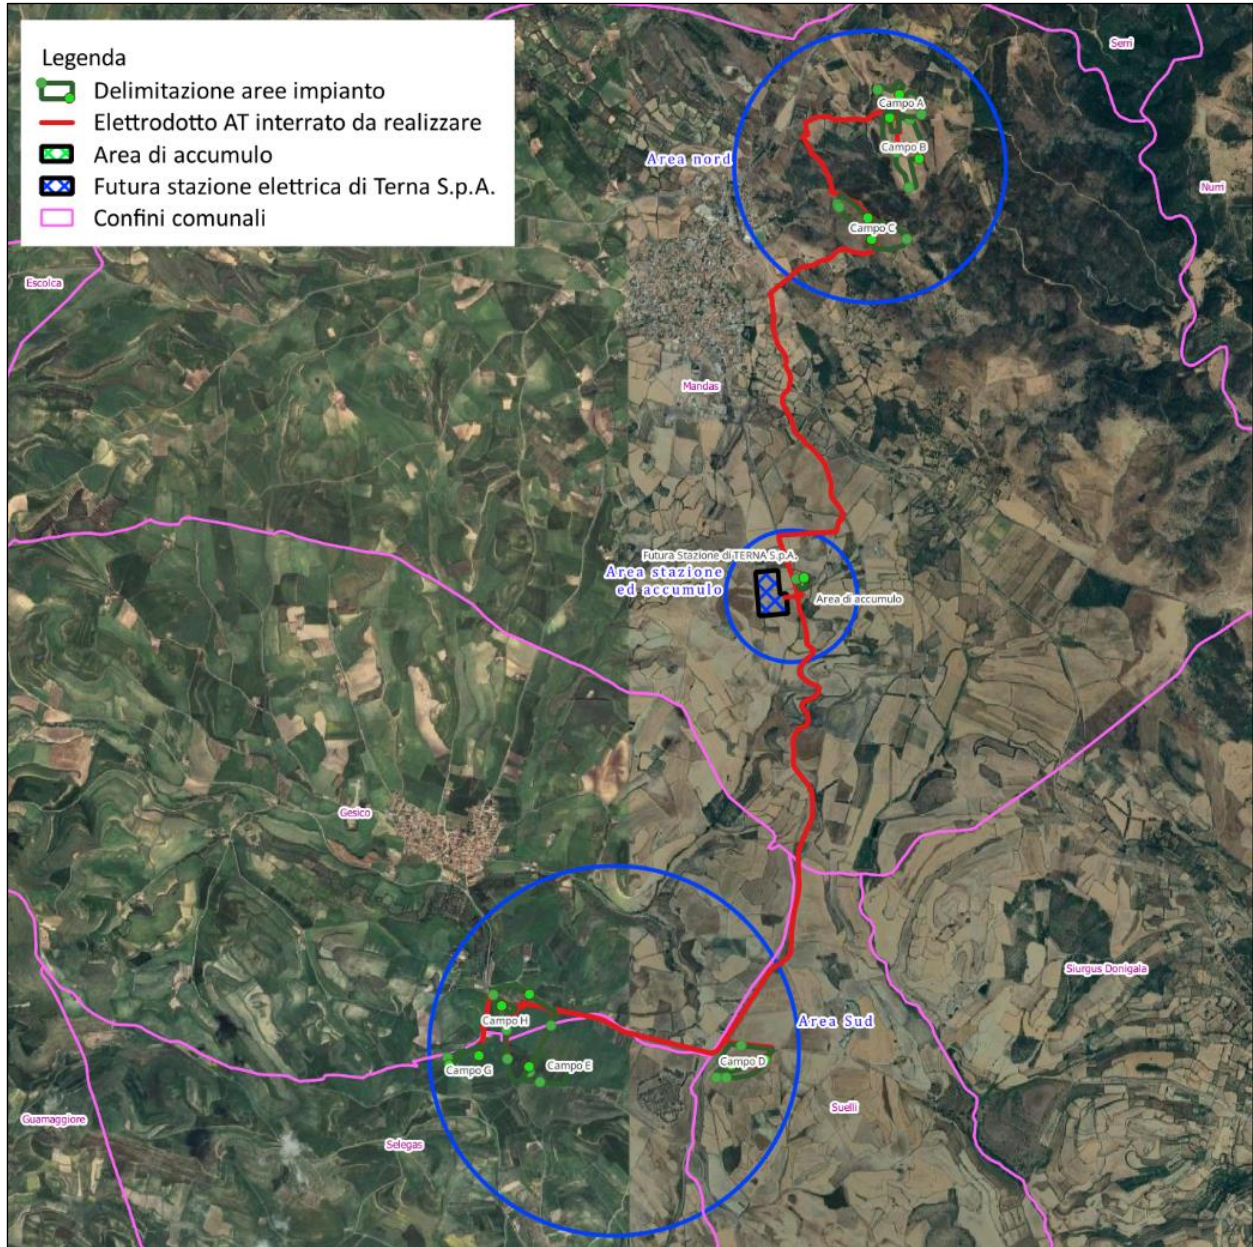 Legenda
Delimitazione aree impianto
Elettrodotto AT interrato da realizzare
Area di accumulo
Futura stazione elettrica di Terna S.p.A.
Confini comunali
Serri
Campo A
Campo B
Area nord
Nurri
Campo C
Escolca
Mandas
Futura Stazione di TERNA S.p.A.
Area stazione
ed accumulo
Area di accumulo
Gesico
Siurgus Donigala
Campo H
Area Sud
Campo G
Campo E
Campo D
Suelli
Guamaggiore
Selegas